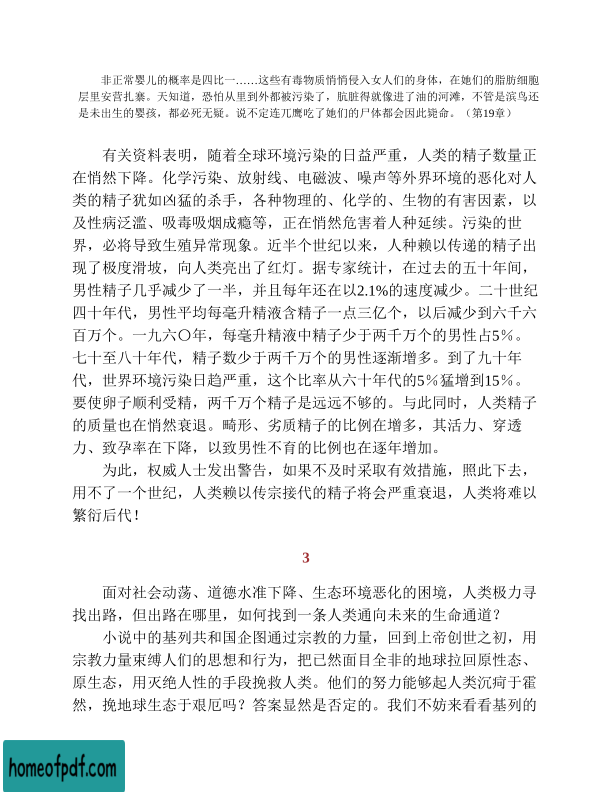 非正常婴儿的概率是四比一……这些有毒物质悄悄侵入女人们的身体，在她们的脂肪细胞
层里安营扎寨。天知道，恐怕从里到外都被污染了，肮脏得就像进了油的河滩，不管是滨鸟还
是未出生的婴孩，都必死无疑。说不定连兀鹰吃了她们的尸体都会因此毙命。（第19章）
有关资料表明，随着全球环境污染的日益严重，人类的精子数量正
在悄然下降。化学污染、放射线、电磁波、噪声等外界环境的恶化对人
类的精子犹如凶猛的杀手，各种物理的、化学的、生物的有害因素，以
及性病泛滥、吸毒吸烟成瘾等，正在悄然危害着人种延续。污染的世
界，必将导致生殖异常现象。近半个世纪以来，人种赖以传递的精子出
现了极度滑坡，向人类亮出了红灯。据专家统计，在过去的五十年间，
男性精子几乎减少了一半，并且每年还在以2.1%的速度减少。二十世纪
四十年代，男性平均每毫升精液含精子一点三亿个，以后减少到六千六
百万个。一九六〇年，每毫升精液中精子少于两千万个的男性占5％。
七十至八十年代，精子数少于两千万个的男性逐渐增多。到了九十年
代，世界环境污染日趋严重，这个比率从六十年代的5％猛增到15％。
要使卵子顺利受精，两千万个精子是远远不够的。与此同时，人类精子
的质量也在悄然衰退。畸形、劣质精子的比例在增多，其活力、穿透
力、致孕率在下降，以致男性不育的比例也在逐年增加。
为此，权威人士发出警告，如果不及时采取有效措施，照此下去，
用不了一个世纪，人类赖以传宗接代的精子将会严重衰退，人类将难以
繁衍后代！
3
面对社会动荡、道德水准下降、生态环境恶化的困境，人类极力寻
找出路，但出路在哪里，如何找到一条人类通向未来的生命通道？
小说中的基列共和国企图通过宗教的力量，回到上帝创世之初，用
宗教力量束缚人们的思想和行为，把已然面目全非的地球拉回原性态、
原生态，用灭绝人性的手段挽救人类。他们的努力能够起人类沉疴于霍
然，挽地球生态于艰厄吗？答案显然是否定的。我们不妨来看看基列的
homeofpdf.com